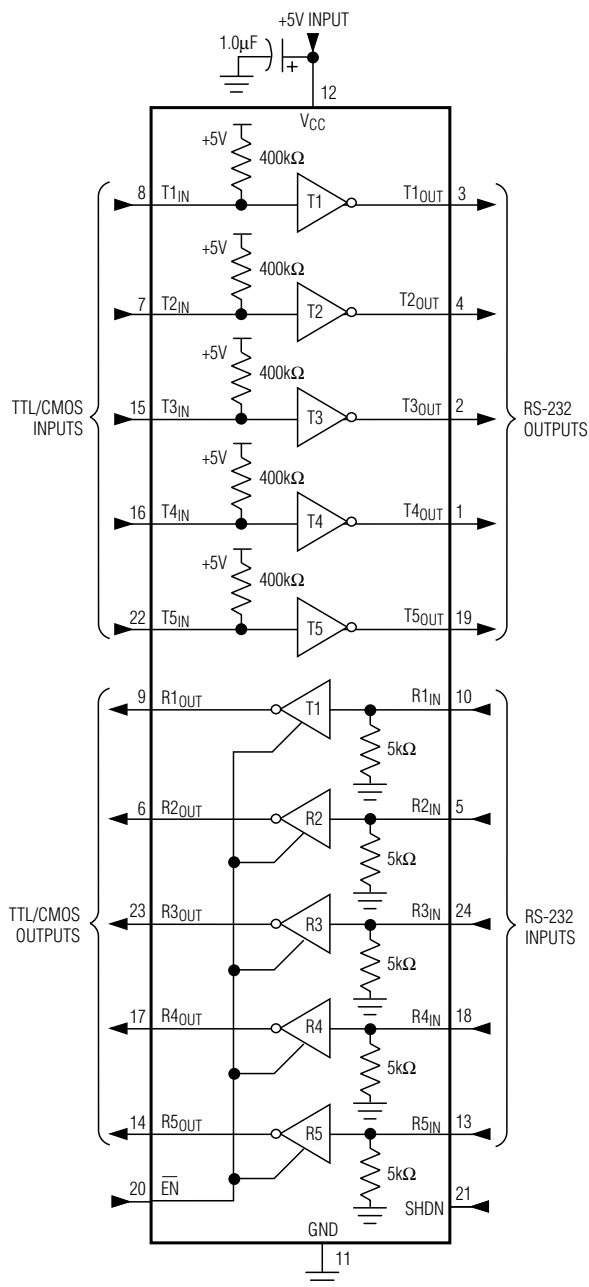 +5V INPUT
1.0μF
+
12
VCC
+5V
400kΩ
8 T1IN T1 T1OUT 3
+5V
400kΩ
7 T2IN T2 T2OUT 4
+5V
400kΩ
TTL/CMOS INPUTS
15 T3IN T3 T3OUT 2
RS-232 OUTPUTS
+5V
400kΩ
16 T4IN T4 T4OUT 1
+5V
400kΩ
22 T5IN T5 T5OUT 19
9 R1OUT T1 R1IN 10
5kΩ
6 R2OUT R2 R2IN 5
5kΩ
TTL/CMOS OUTPUTS
23 R3OUT R3 R3IN 24
RS-232 INPUTS
5kΩ
17 R4OUT R4 R4IN 18
5kΩ
14 R5OUT R5 R5IN 13
5kΩ
20 E̅N̅
SHDN 21
GND
11